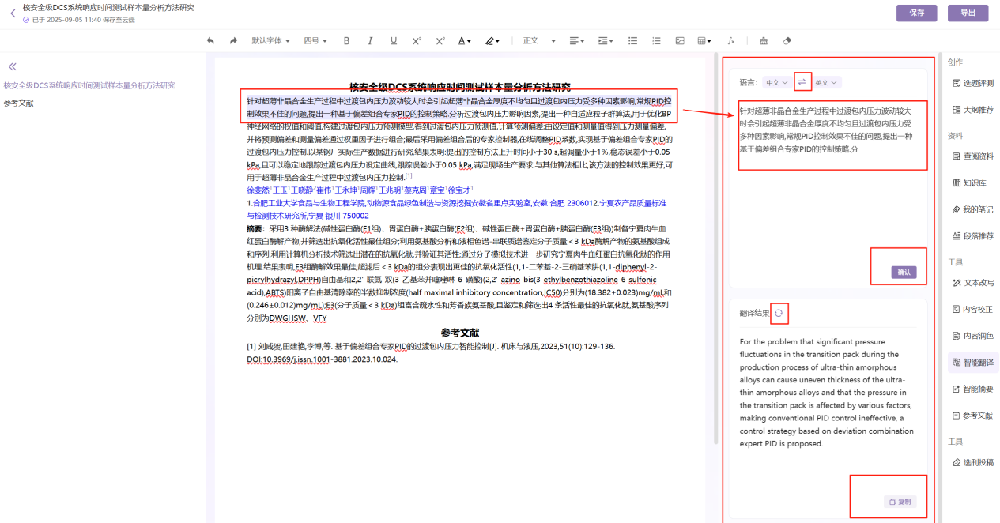 核安全级DCS系统响应时间测试样本量分析方法研究
已于 2025-09-05 11:40 保存至云端
保存
导出
默认字体
四号
B
I
U
X²
X²
A
正文
核安全级DCS系统响应时间测试样本量分析方法研究
参考文献
核安全级DCS系统响应时间测试样本量分析方法研究
针对超薄非晶合金生产过程中过渡包内压力波动较大时会引起超薄非晶合金厚度不均匀且过渡包内压力受多种因素影响,常规PID控
制效果不佳的问题,提出一种基于偏差组合专家PID的控制策略.分析过渡包内压力影响因素,提出一种自适应粒子群算法,用于优化BP
神经网络的权值和阈值,构建过渡包内压力预测模型,得到过渡包内压力预测值,计算预测偏差;由设定值和测量值得到压力测量偏差,
并将预测偏差和测量偏差通过权重因子进行组合;最后采用偏差组合后的专家控制器,在线调整PID系数,实现基于偏差组合专家PID的
过渡包内压力控制.以某钢厂实际生产数据进行研究,结果表明:提出的控制方法上升时间小于30 s,超调量小于1%,稳态误差小于0.05
kPa,且可以稳定地跟踪过渡包内压力设定曲线,跟踪误差小于0.05 kPa,满足现场生产要求.与其他算法相比,该方法的控制效果更好,可
用于超薄非晶合金生产过程中过渡包内压力控制.[1]
徐斐然1王玉1王晓静2崔伟1王永坤1周辉1王兆明1蔡克周1章宝1徐宝才1
1.合肥工业大学食品与生物工程学院,动物源食品绿色制造与资源挖掘安徽省重点实验室,安徽 合肥 2306012.宁夏农产品质量标准
与检测技术研究所,宁夏 银川 750002
摘要：采用3 种酶解法(碱性蛋白酶(E1组)、胃蛋白酶+胰蛋白酶(E2组)、碱性蛋白酶+胃蛋白酶+胰蛋白酶(E3组))制备宁夏肉牛血
红蛋白酶解产物,并筛选出抗氧化活性最佳组分;利用氨基酸分析和液相色谱-串联质谱鉴定分子质量＜3 kDa酶解产物的氨基酸组成
和序列,利用计算机分析技术筛选出潜在的抗氧化肽,并验证其活性;通过分子模拟技术进一步研究宁夏肉牛血红蛋白抗氧化肽的作用
机理.结果表明,E3组酶解效果最佳,超滤后＜3 kDa的组分表现出更佳的抗氧化活性(1,1-二苯基-2-三硝基苯肼(1,1-diphenyl-2-
picrylhydrazyl,DPPH)自由基和2,2'-联氮-双(3-乙基苯并噻唑啉-6-磺酸)(2,2'-azino-bis(3-ethylbenzothiazoline-6-sulfonic
acid),ABTS)阳离子自由基清除率的半数抑制浓度(half maximal inhibitory concentration,IC50)分别为(18.382±0.023)mg/mL和
(0.246±0.012)mg/mL);E3(分子质量＜3 kDa)组富含疏水性和芳香族氨基酸,且鉴定和筛选出4 条活性最佳的抗氧化肽,氨基酸序列
分别为DWGHSW、VFY
参考文献
[1] 刘咸贺,田建艳,李博,等. 基于偏差组合专家PID的过渡包内压力智能控制[J]. 机床与液压,2023,51(10):129-136.
DOI:10.3969/j.issn.1001-3881.2023.10.024.
语言：
中文
英文
针对超薄非晶合金生产过程中过渡包内压力波动较大
时会引起超薄非晶合金厚度不均匀且过渡包内压力受
多种因素影响,常规PID控制效果不佳的问题,提出一种
基于偏差组合专家PID的控制策略.分
确认
翻译结果
For the problem that significant pressure
fluctuations in the transition pack during the
production process of ultra-thin amorphous
alloys can cause uneven thickness of the ultra-
thin amorphous alloys and that the pressure in
the transition pack is affected by various factors,
making conventional PID control ineffective, a
control strategy based on deviation combination
expert PID is proposed.
复制
创作
选题评测
大纲推荐
资料
查阅资料
知识库
我的笔记
段落推荐
工具
文本改写
内容校正
内容润色
智能翻译
智能摘要
参考文献
工具
选刊投稿